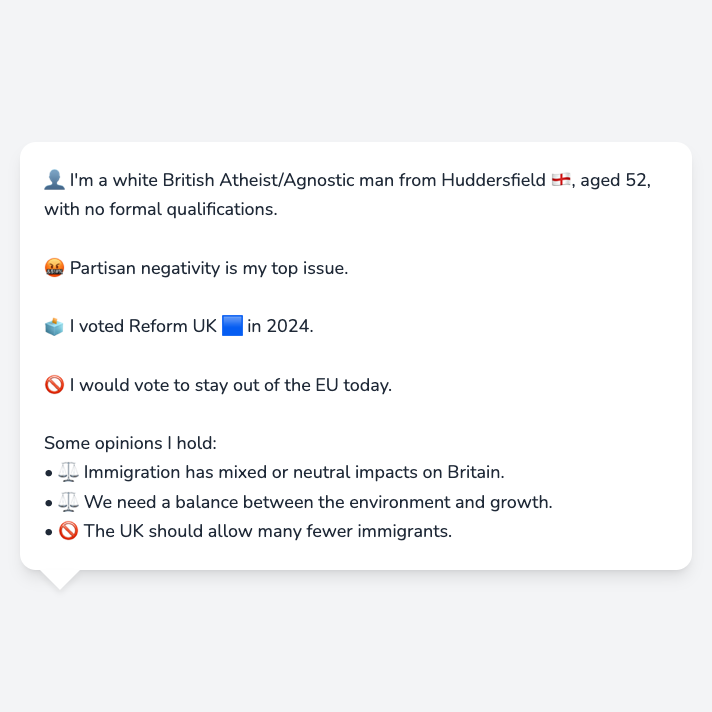 👤 I'm a white British Atheist/Agnostic man from Huddersfield 🏴󠁧󠁢󠁥󠁮󠁧󠁿, aged 52,
with no formal qualifications.
🤬 Partisan negativity is my top issue.
🗳️ I voted Reform UK 🟦 in 2024.
🚫 I would vote to stay out of the EU today.
Some opinions I hold:
• ⚖️ Immigration has mixed or neutral impacts on Britain.
• ⚖️ We need a balance between the environment and growth.
• 🚫 The UK should allow many fewer immigrants.